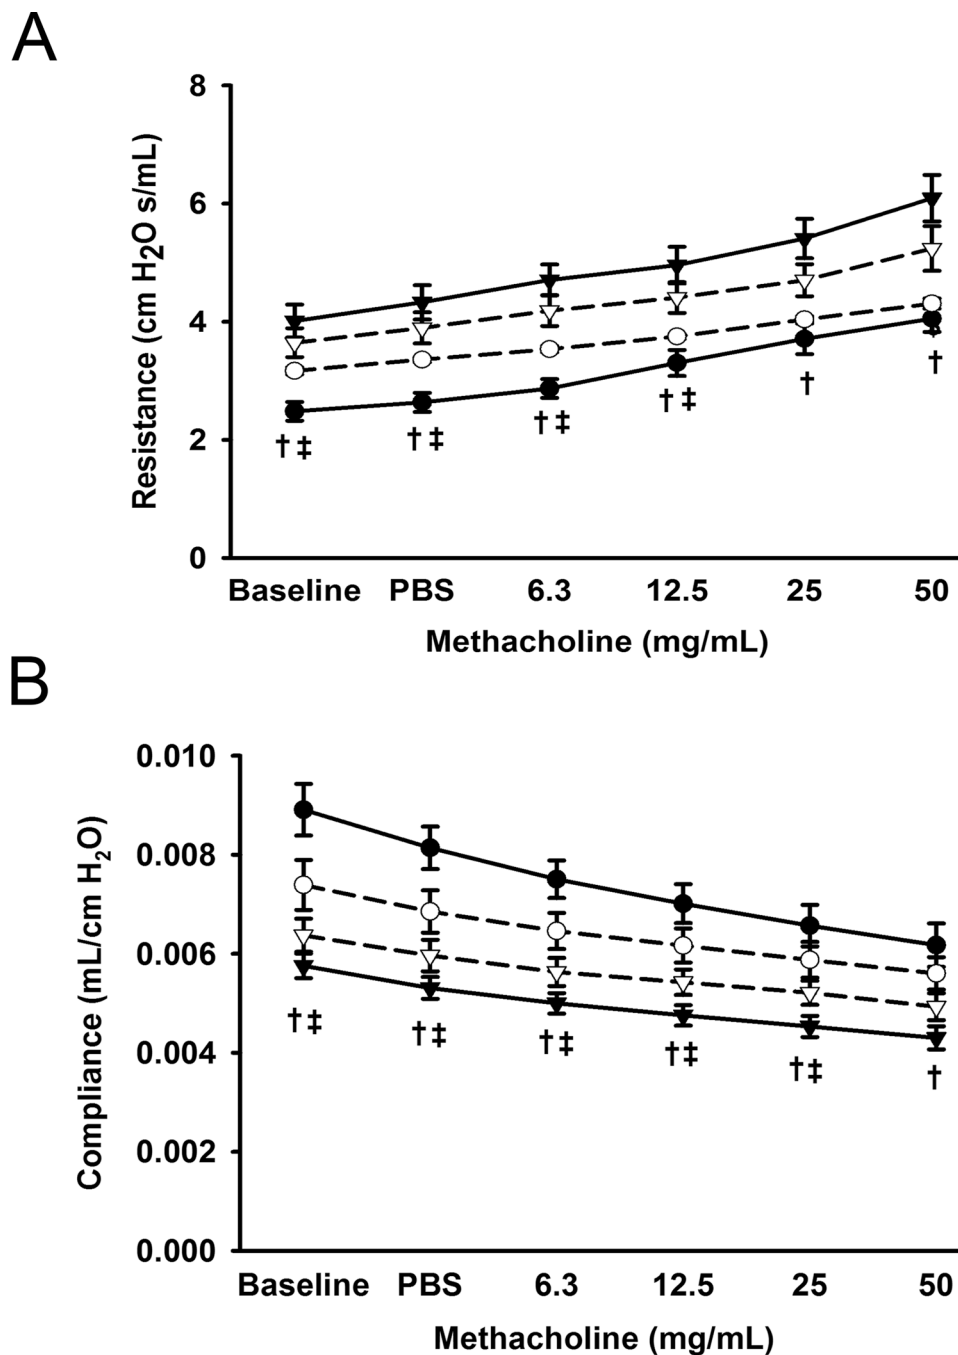 A
8
6
4
2
0
Resistance (cm H2O s/mL)
†‡ †‡ †‡ †‡ † †
Baseline PBS 6.3 12.5 25 50
Methacholine (mg/mL)
B
0.010
0.008
0.006
0.004
0.002
0.000
Compliance (mL/cm H₂O)
†‡ †‡ †‡ †‡ †‡ †
Baseline PBS 6.3 12.5 25 50
Methacholine (mg/mL)